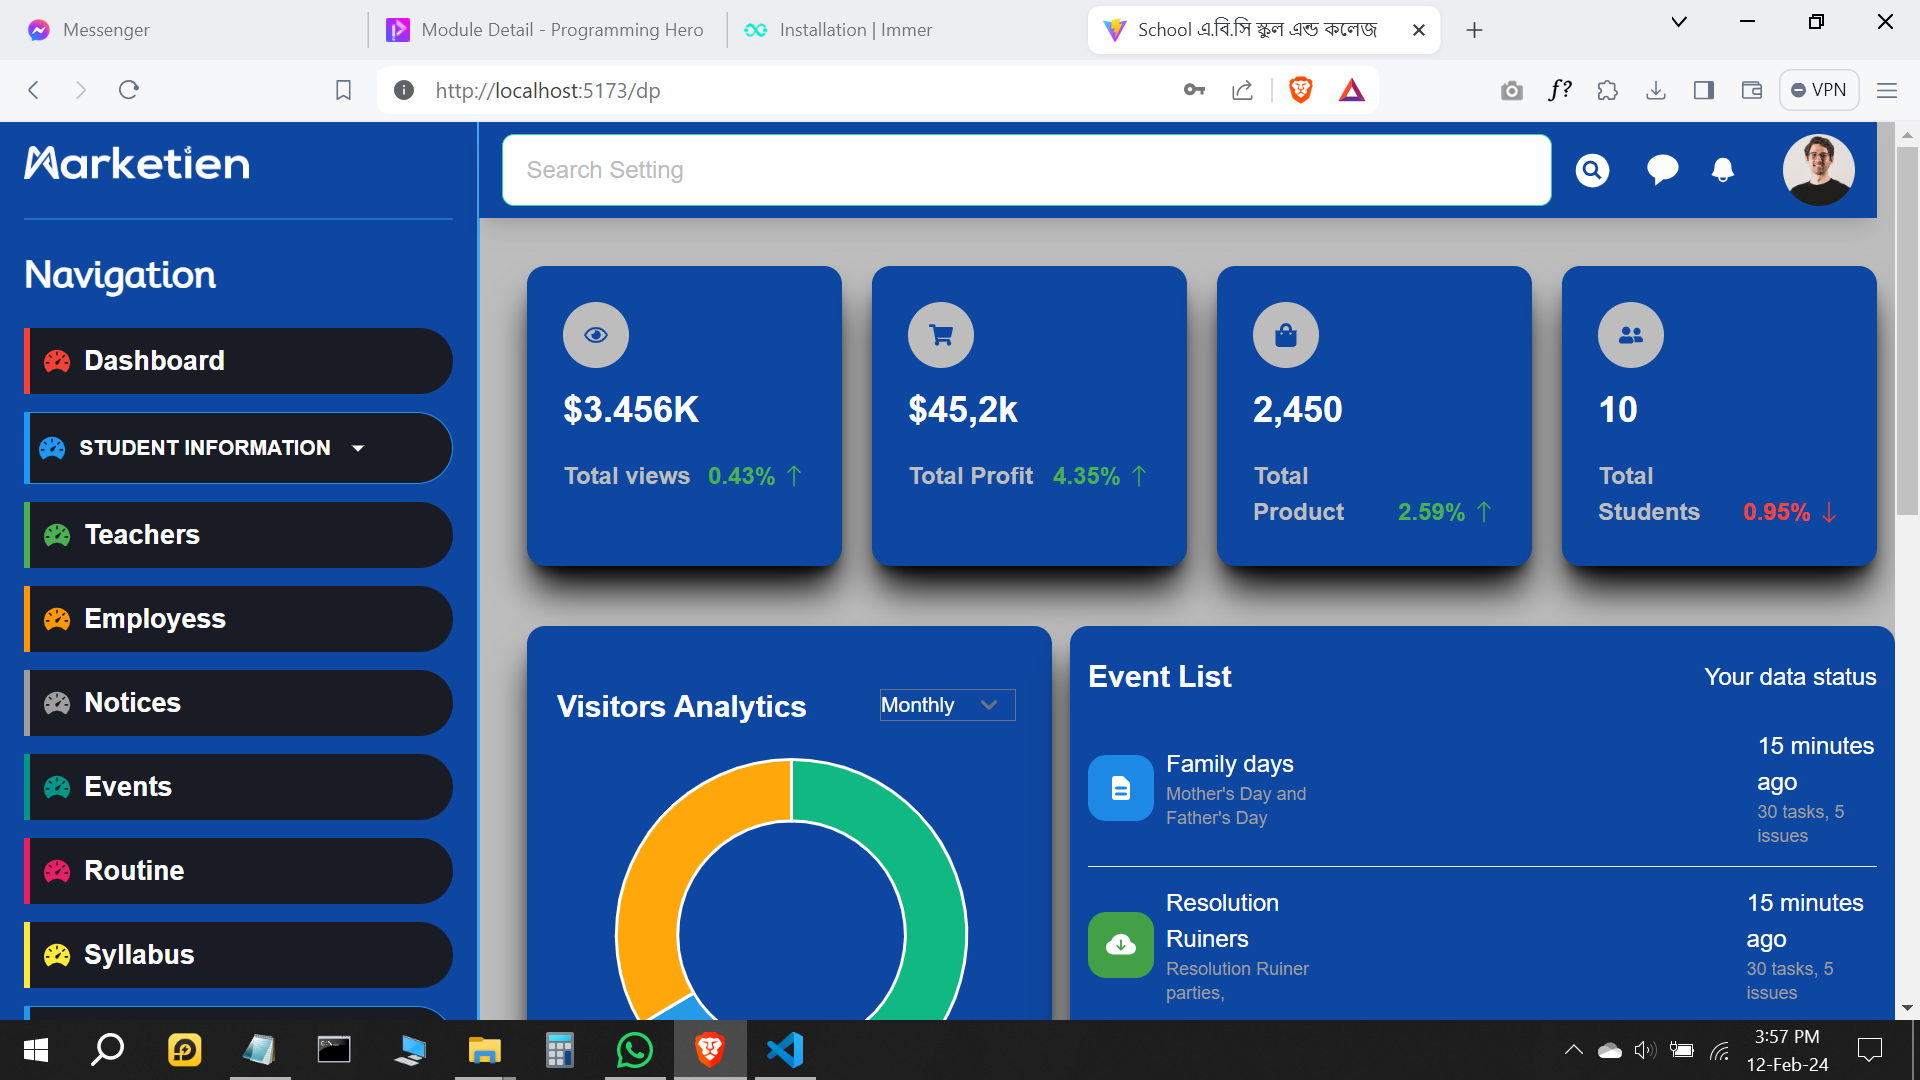 Messenger
Module Detail - Programming Hero
Installation | Immer
School এ.বি.সি স্কুল এন্ড কলেজ
http://localhost:5173/dp
f?
VPN
Marketien
Search Setting
Navigation
Dashboard
STUDENT INFORMATION
Teachers
Employess
Notices
Events
Routine
Syllabus
$3.456K
Total views 0.43% ↑
$45,2k
Total Profit 4.35% ↑
2,450
Total
Product 2.59% ↑
10
Total
Students 0.95% ↓
Visitors Analytics
Monthly
Event List
Your data status
Family days
Mother's Day and
Father's Day
15 minutes
ago
30 tasks, 5
issues
Resolution
Ruiners
Resolution Ruiner
parties,
15 minutes
ago
30 tasks, 5
issues
3:57 PM
12-Feb-24